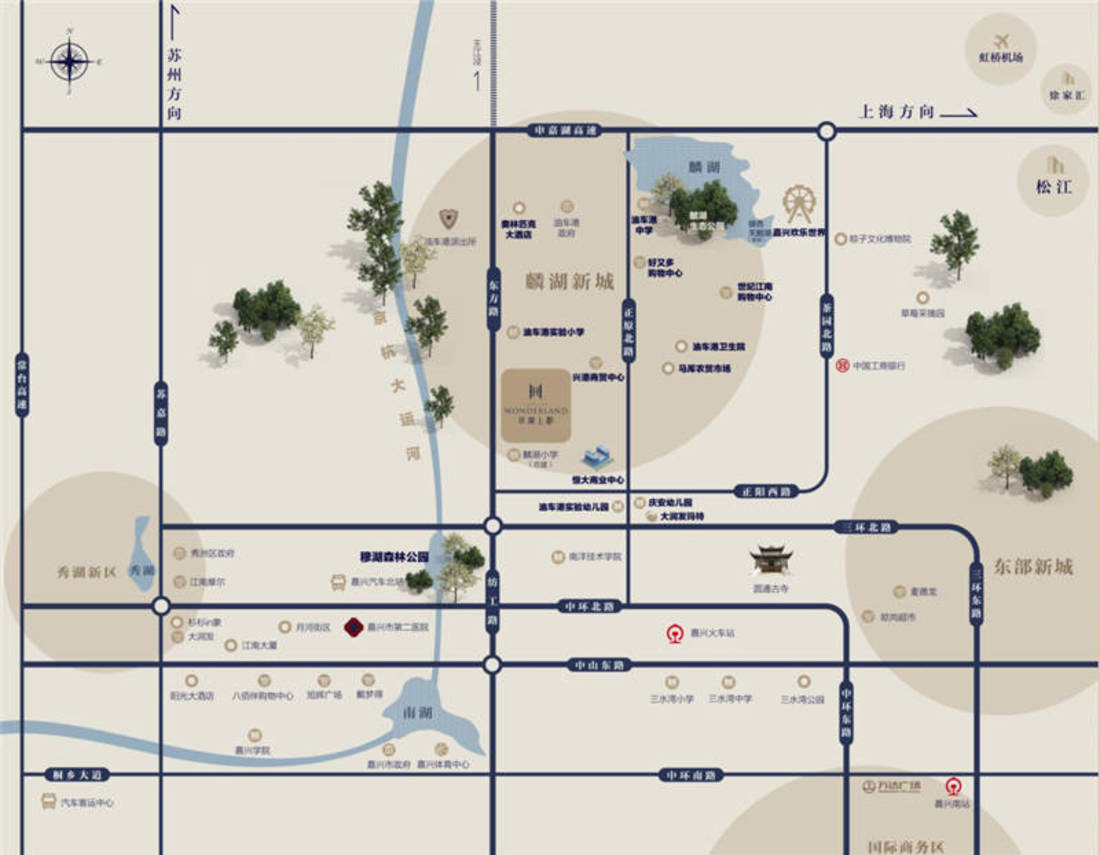 N
W
E
S
苏州方向
王江泾
虹桥机场
徐家汇
上海方向
松江
申嘉湖高速
麟湖
麟湖
生态公园
油车港派出所
奥林匹克
大酒店
油车港
政府
油车港
中学
嘉兴欢乐世界
粽子文化博物院
好又多
购物中心
麟湖新城
世纪江南
购物中心
草莓采摘园
东方路
正原北路
茶园北路
京杭大运河
油车港实验小学
油车港卫生院
兴港商贸中心
马厍农贸市场
中国工商银行
常台高速
苏嘉路
WONDERLAND
麟湖小学
(在建)
恒大商业中心
正阳西路
油车港实验幼儿园
庆安幼儿园
大润发玛特
三环北路
秀湖新区
秀湖
秀洲区政府
江南摩尔
穆湖森林公园
嘉兴汽车北站
南洋技术学院
圆通古寺
东部新城
麦德龙
欧尚超市
三环东路
纺工路
中环北路
杉杉in象
大润发
江南大厦
月河街区
嘉兴市第二医院
嘉兴火车站
中山东路
阳光大酒店
八佰伴购物中心
旭辉广场
戴梦得
南湖
三水湾小学
三水湾中学
三水湾公园
中环东路
嘉兴学院
嘉兴市政府
嘉兴体育中心
桐乡大道
中环南路
汽车客运中心
万达广场
嘉兴南站
国际商务区